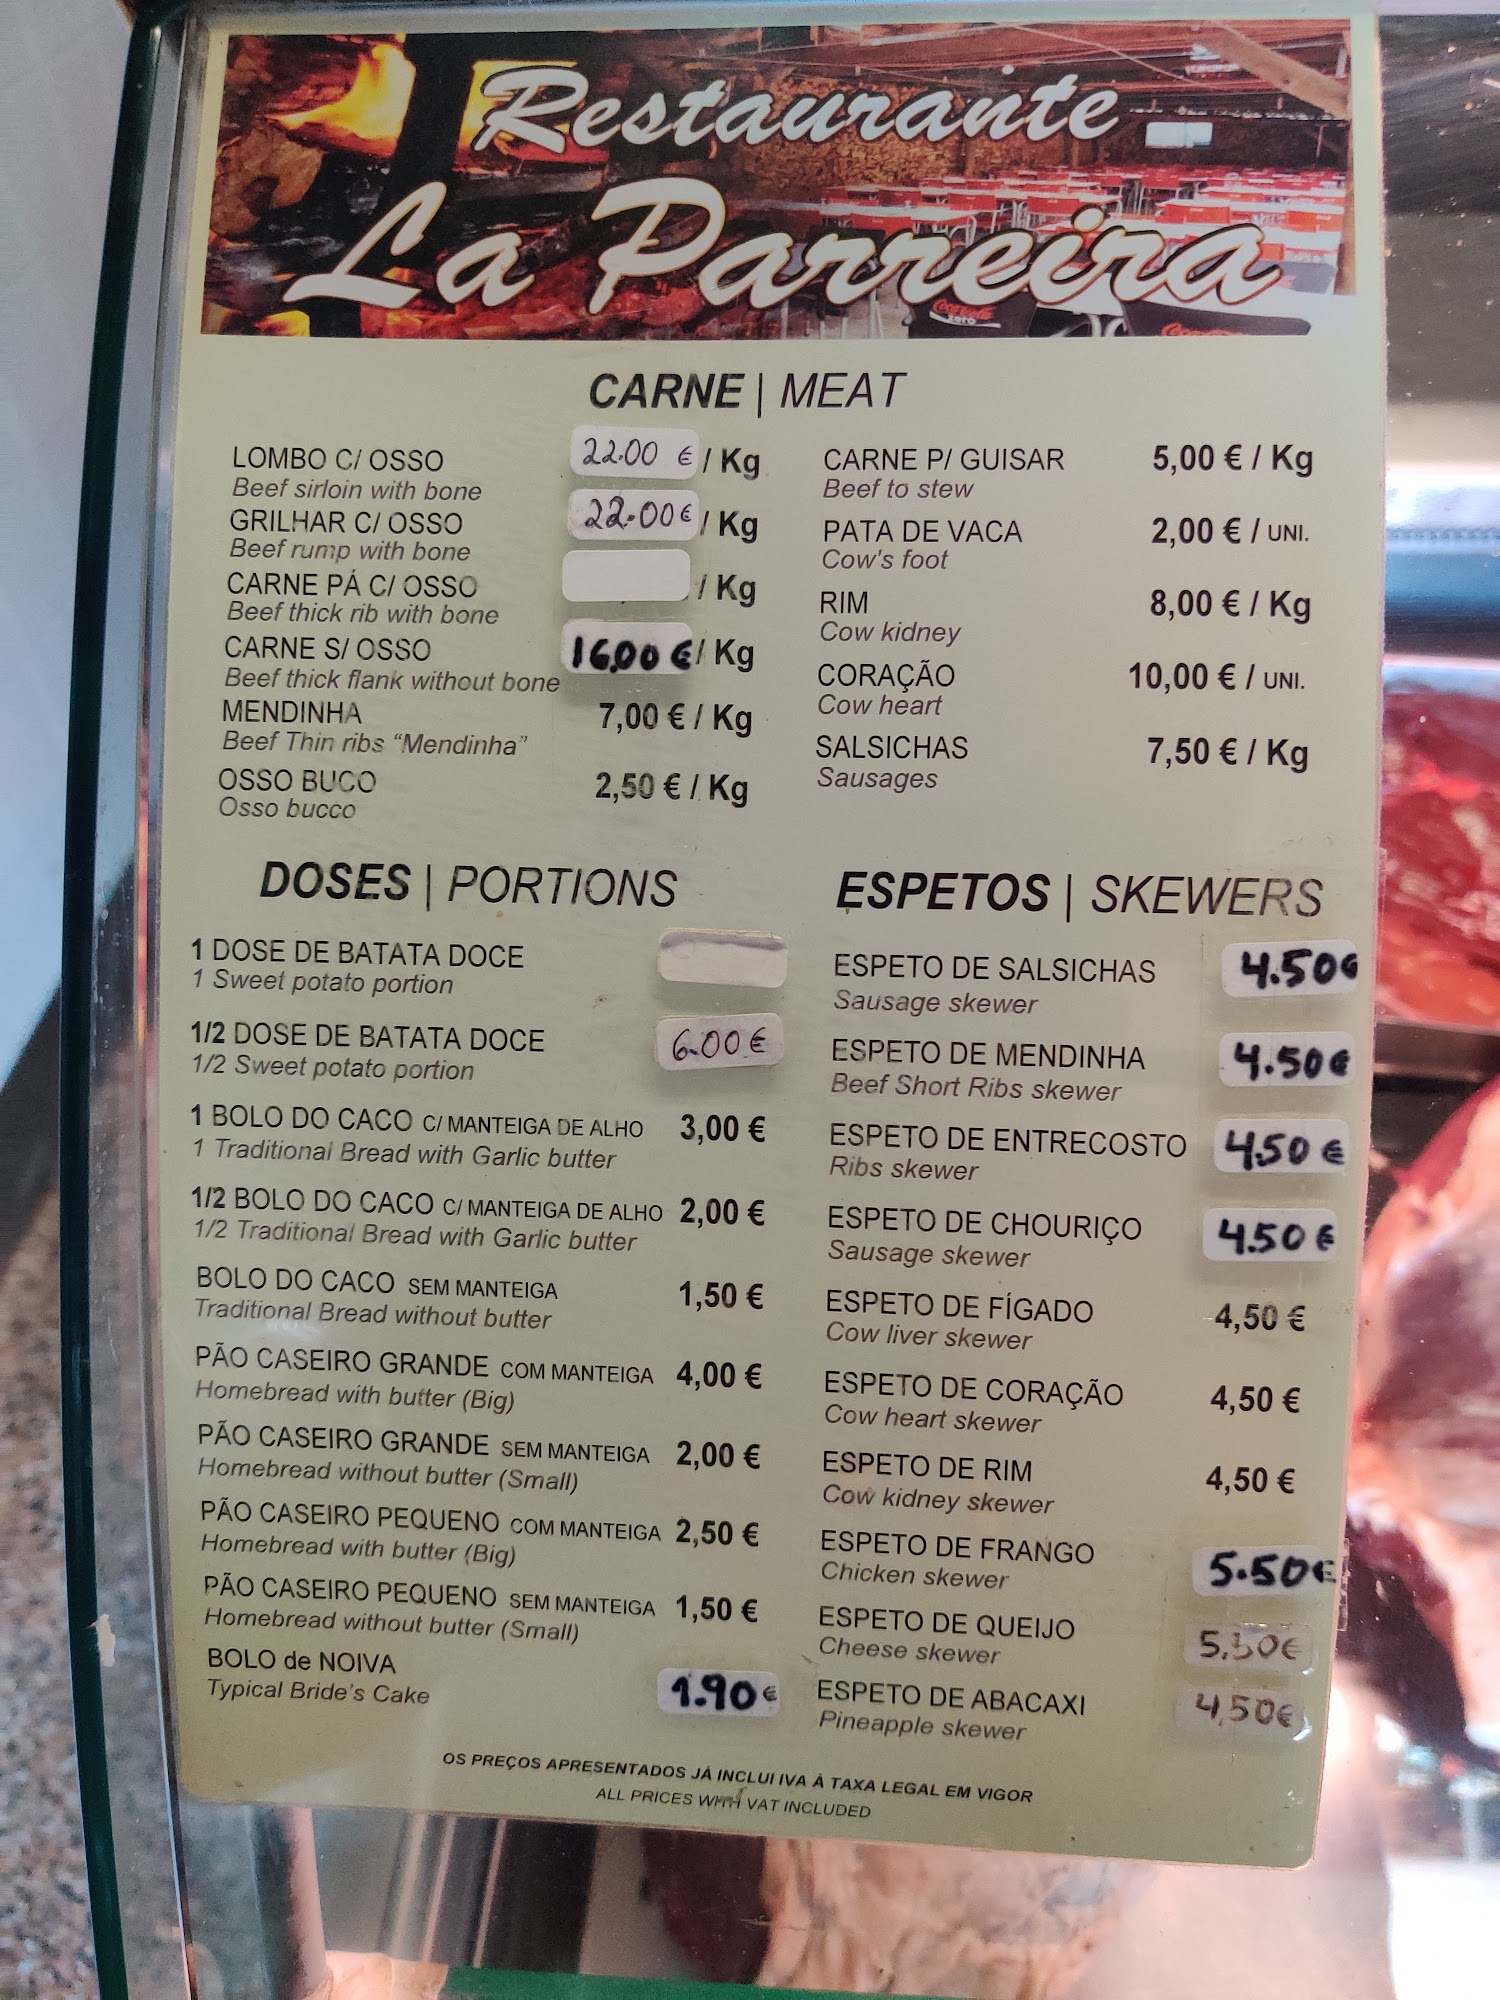 Restaurante
La Parreira
CARNE | MEAT
LOMBO C/ OSSO 22.00 € / Kg
Beef sirloin with bone
GRILHAR C/ OSSO 22.00 € / Kg
Beef rump with bone
CARNE PÁ C/ OSSO / Kg
Beef thick rib with bone
CARNE S/ OSSO 16.00 € / Kg
Beef thick flank without bone
MENDINHA 7,00 € / Kg
Beef Thin ribs “Mendinha”
OSSO BUCO 2,50 € / Kg
Osso bucco
CARNE P/ GUISAR 5,00 € / Kg
Beef to stew
PATA DE VACA 2,00 € / UNI.
Cow's foot
RIM 8,00 € / Kg
Cow kidney
CORAÇÃO 10,00 € / UNI.
Cow heart
SALSICHAS 7,50 € / Kg
Sausages
DOSES | PORTIONS
1 DOSE DE BATATA DOCE
1 Sweet potato portion
1/2 DOSE DE BATATA DOCE 6.00 €
1/2 Sweet potato portion
1 BOLO DO CACO C/ MANTEIGA DE ALHO 3,00 €
1 Traditional Bread with Garlic butter
1/2 BOLO DO CACO C/ MANTEIGA DE ALHO 2,00 €
1/2 Traditional Bread with Garlic butter
BOLO DO CACO SEM MANTEIGA 1,50 €
Traditional Bread without butter
PÃO CASEIRO GRANDE COM MANTEIGA 4,00 €
Homebread with butter (Big)
PÃO CASEIRO GRANDE SEM MANTEIGA 2,00 €
Homebread without butter (Small)
PÃO CASEIRO PEQUENO COM MANTEIGA 2,50 €
Homebread with butter (Big)
PÃO CASEIRO PEQUENO SEM MANTEIGA 1,50 €
Homebread without butter (Small)
BOLO de NOIVA 1.90 €
Typical Bride's Cake
ESPETOS | SKEWERS
ESPETO DE SALSICHAS 4.50€
Sausage skewer
ESPETO DE MENDINHA 4.50€
Beef Short Ribs skewer
ESPETO DE ENTRECOSTO 4.50 €
Ribs skewer
ESPETO DE CHOURIÇO 4.50 €
Sausage skewer
ESPETO DE FÍGADO 4,50 €
Cow liver skewer
ESPETO DE CORAÇÃO 4,50 €
Cow heart skewer
ESPETO DE RIM 4,50 €
Cow kidney skewer
ESPETO DE FRANGO 5.50€
Chicken skewer
ESPETO DE QUEIJO 5.50€
Cheese skewer
ESPETO DE ABACAXI 4,50€
Pineapple skewer
OS PREÇOS APRESENTADOS JÁ INCLUI IVA À TAXA LEGAL EM VIGOR
ALL PRICES WITH VAT INCLUDED